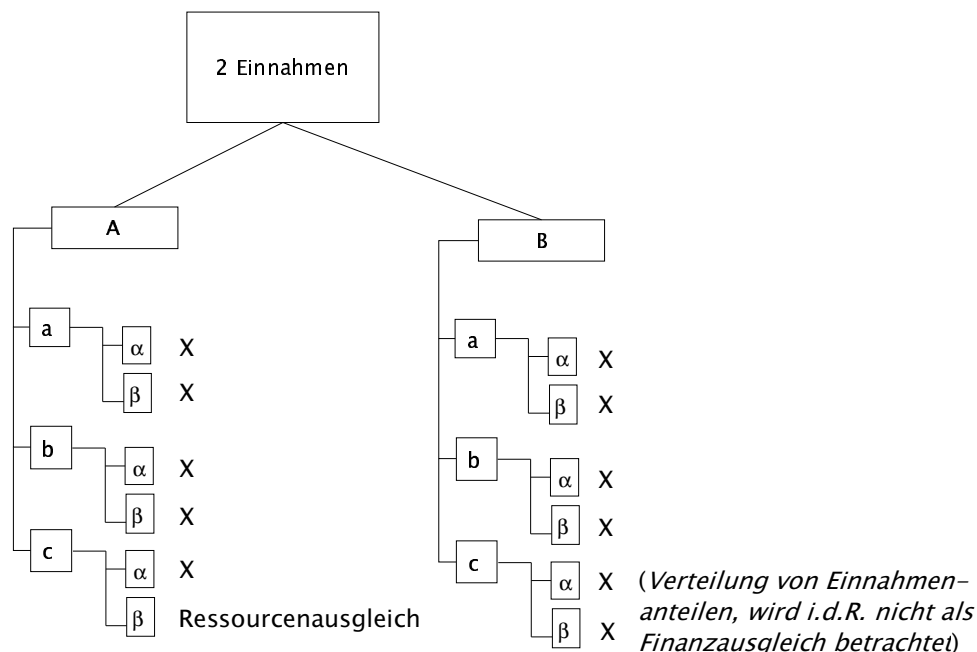 2 Einnahmen
A
B
a
α X
β X
b
α X
β X
c
α X
β Ressourcenausgleich
a
α X
β X
b
α X
β X
c
α X (Verteilung von Einnahmen-
anteilen, wird i.d.R. nicht als
β X Finanzausgleich betrachtet)